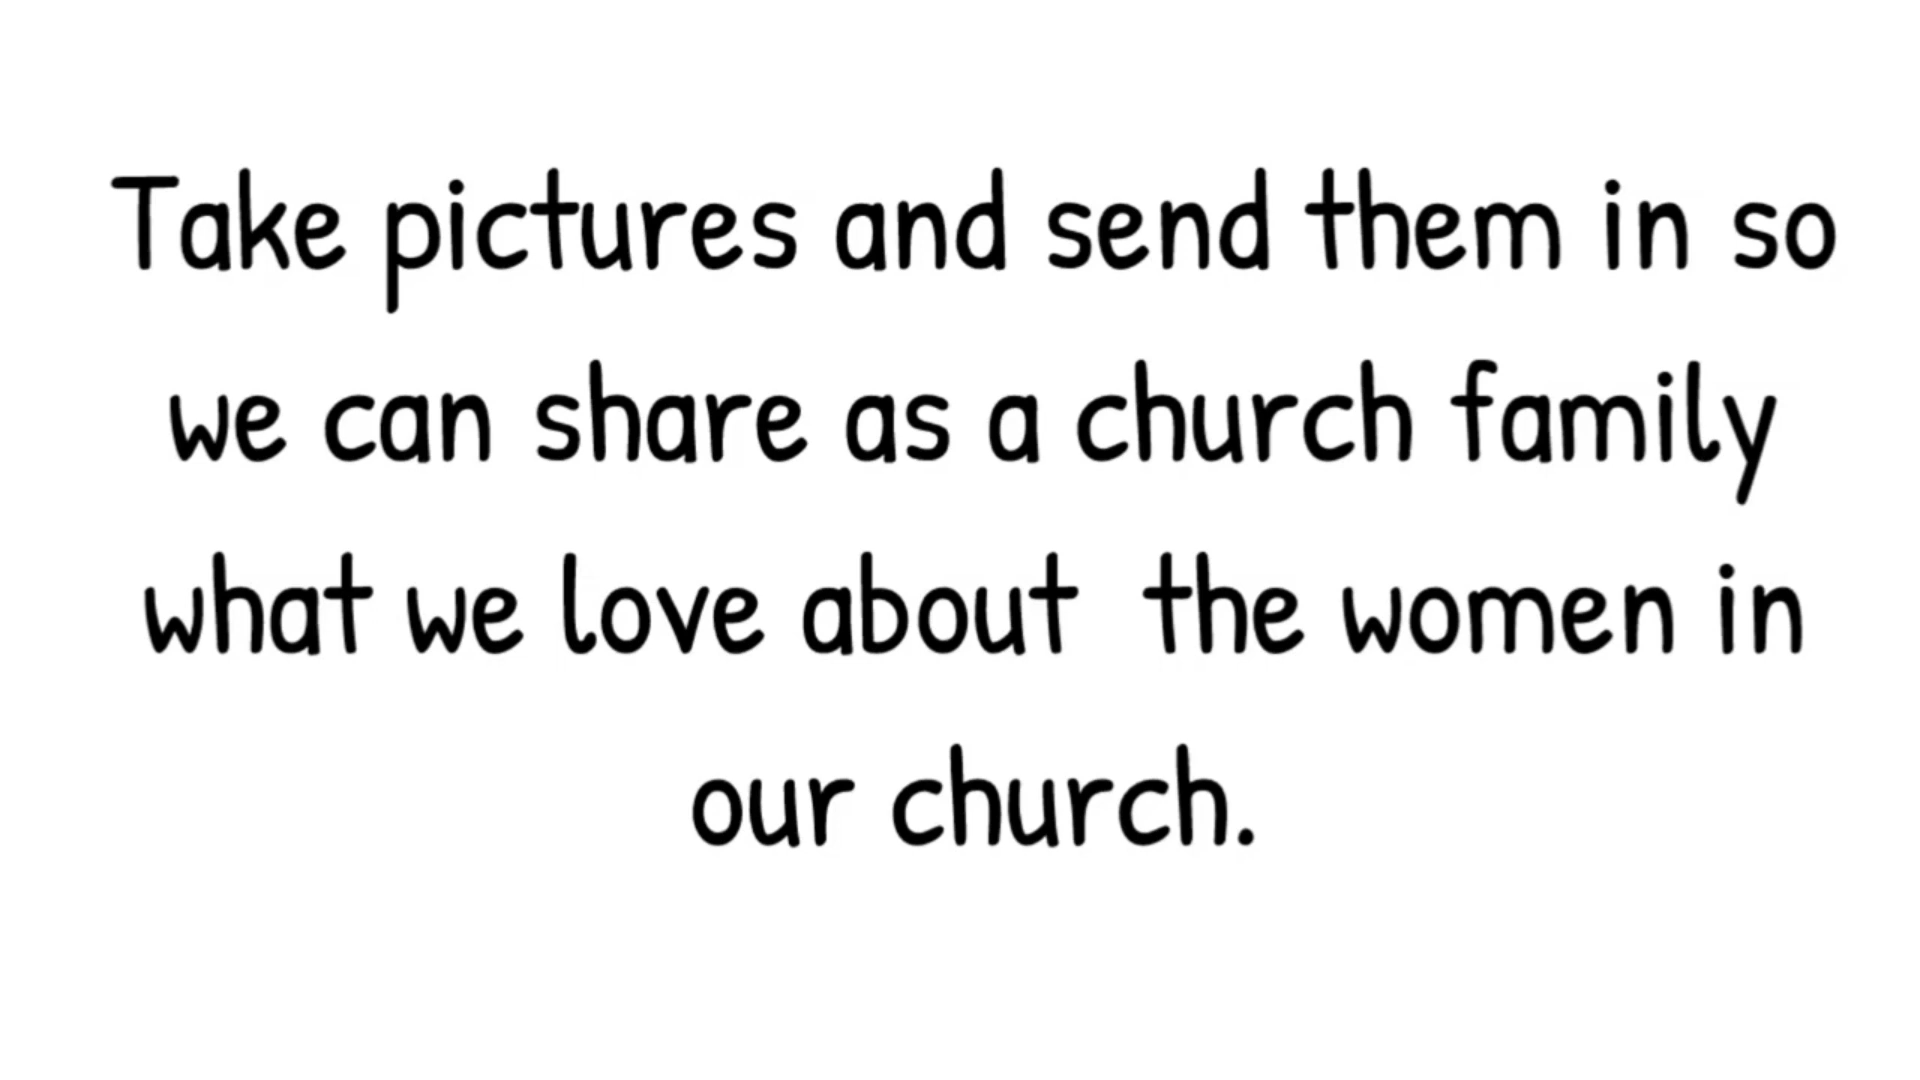 Take pictures and send them in so
we can share as a church family
what we love about  the women in
our church.